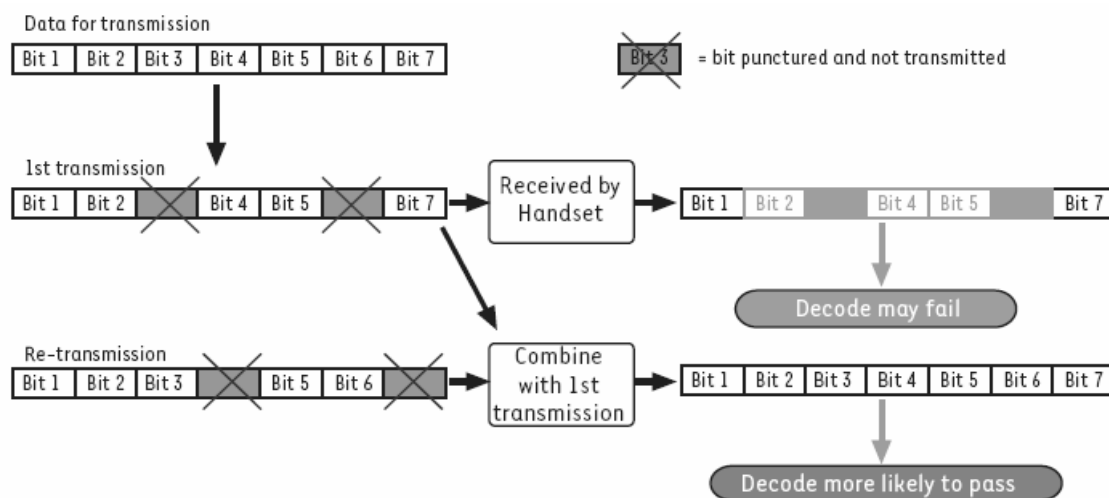 Data for transmission
Bit 1 Bit 2 Bit 3 Bit 4 Bit 5 Bit 6 Bit 7
Bit 3 = bit punctured and not transmitted
1st transmission
Bit 1 Bit 2 Bit 4 Bit 5 Bit 7
Received by
Handset
Bit 1 Bit 2 Bit 4 Bit 5 Bit 7
Decode may fail
Re-transmission
Bit 1 Bit 2 Bit 3 Bit 5 Bit 6
Combine
with 1st
transmission
Bit 1 Bit 2 Bit 3 Bit 4 Bit 5 Bit 6 Bit 7
Decode more likely to pass